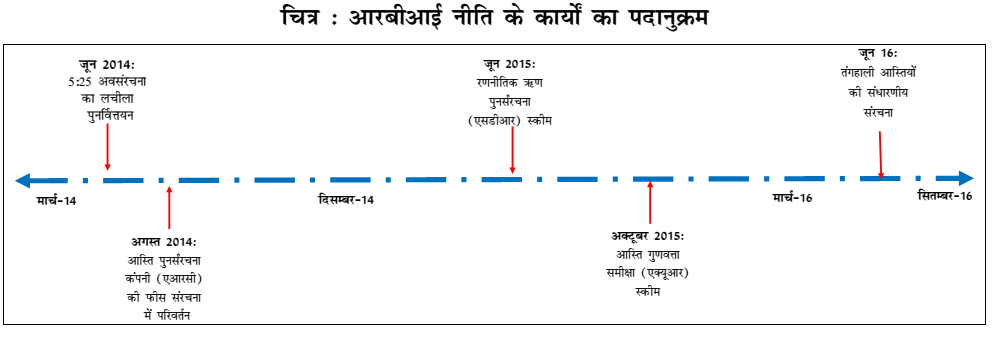 चित्र : आरबीआई नीति के कार्यों का पदानुक्रम
जून 2014:
5:25 अवसंरचना
का लचीला
पुनर्वित्तयन
जून 2015:
रणनीतिक ऋण
पुनर्संरचना
(एसडीआर) स्कीम
जून 16:
तंगहाली आस्तियों
की संधारणीय
संरचना
मार्च-14
दिसम्बर-14
मार्च-16
सितम्बर-16
अगस्त 2014:
आस्ति पुनर्संरचना
कंपनी (एआरसी)
की फीस संरचना
में परिवर्तन
अक्टूबर 2015:
आस्ति गुणवत्ता
समीक्षा (एक्यूआर)
स्कीम